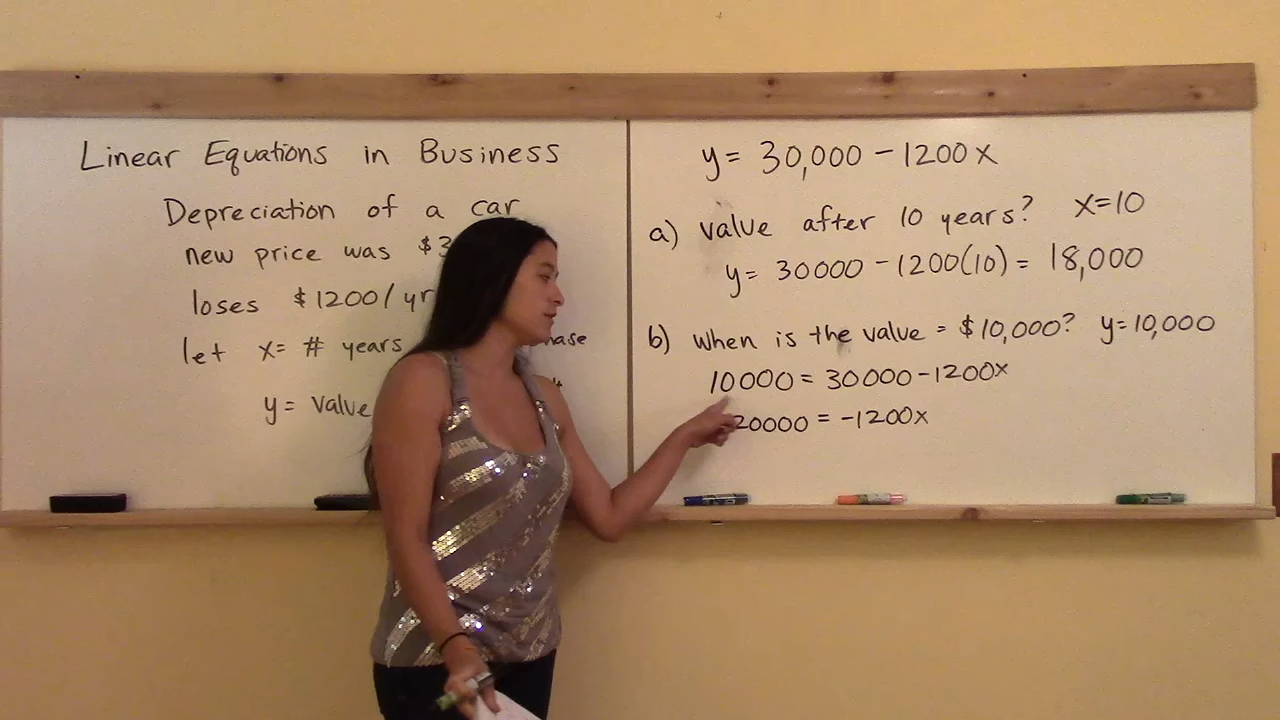 Linear Equations in Business
Depreciation of a car
new price was $3
loses $1200/yr
let x= # years
y= value
y= 30,000 - 1200x
a) value after 10 years? x=10
y= 30000 - 1200(10) = 18,000
b) when is the value = $10,000? y=10,000
10000 = 30000 - 1200x
20000 = -1200x